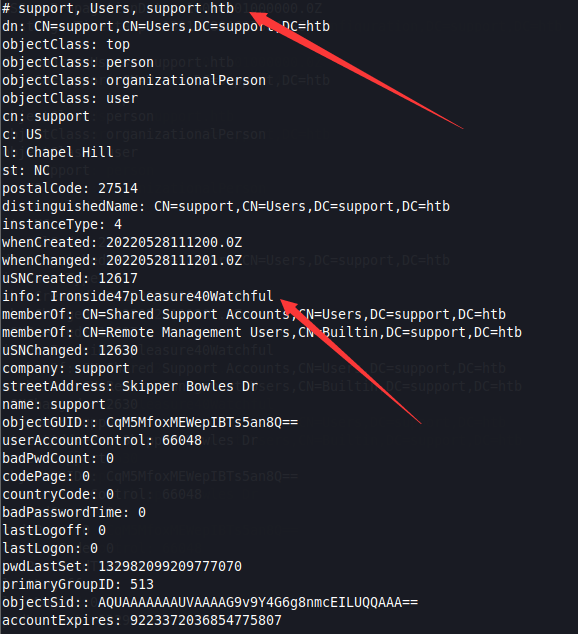 # support, Users, support.htb
dn: CN=support,CN=Users,DC=support,DC=htb
objectClass: top
objectClass: person
objectClass: organizationalPerson
objectClass: user
cn: support
c: US
l: Chapel Hill
st: NC
postalCode: 27514
distinguishedName: CN=support,CN=Users,DC=support,DC=htb
instanceType: 4
whenCreated: 20220528111200.0Z
whenChanged: 20220528111201.0Z
uSNCreated: 12617
info: Ironside47pleasure40Watchful
memberOf: CN=Shared Support Accounts,CN=Users,DC=support,DC=htb
memberOf: CN=Remote Management Users,CN=Builtin,DC=support,DC=htb
uSNChanged: 12630
company: support
streetAddress: Skipper Bowles Dr
name: support
objectGUID:: CqM5MfoxMEWepIBTs5an8Q==
userAccountControl: 66048
badPwdCount: 0
codePage: 0
countryCode: 0
badPasswordTime: 0
lastLogoff: 0
lastLogon: 0
pwdLastSet: 132982099209777070
primaryGroupID: 513
objectSid:: AQUAAAAAAAUVAAAAG9v9Y4G6g8nmcEILUQQAAA==
accountExpires: 9223372036854775807